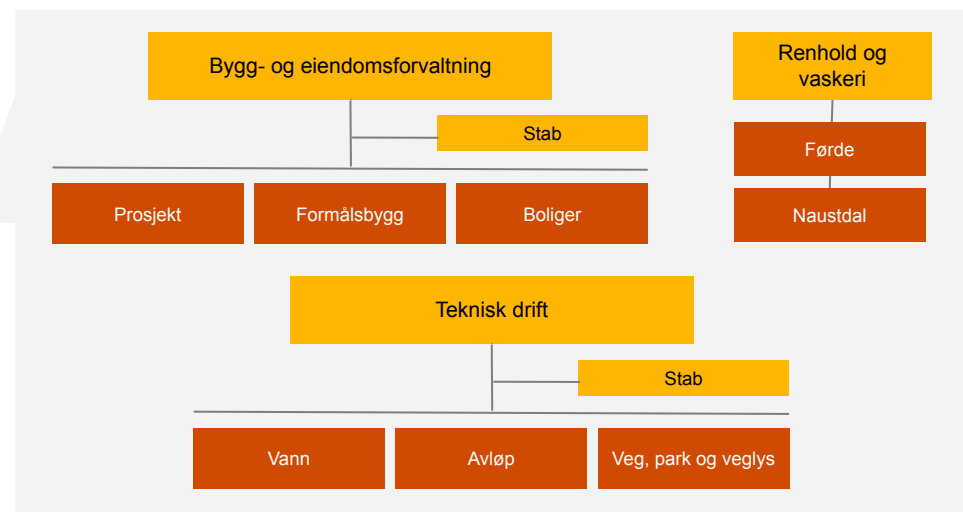 Bygg- og eiendomsforvaltning
Stab
Prosjekt
Formålsbygg
Boliger
Renhold og
vaskeri
Førde
Naustdal
Teknisk drift
Stab
Vann
Avløp
Veg, park og veglys